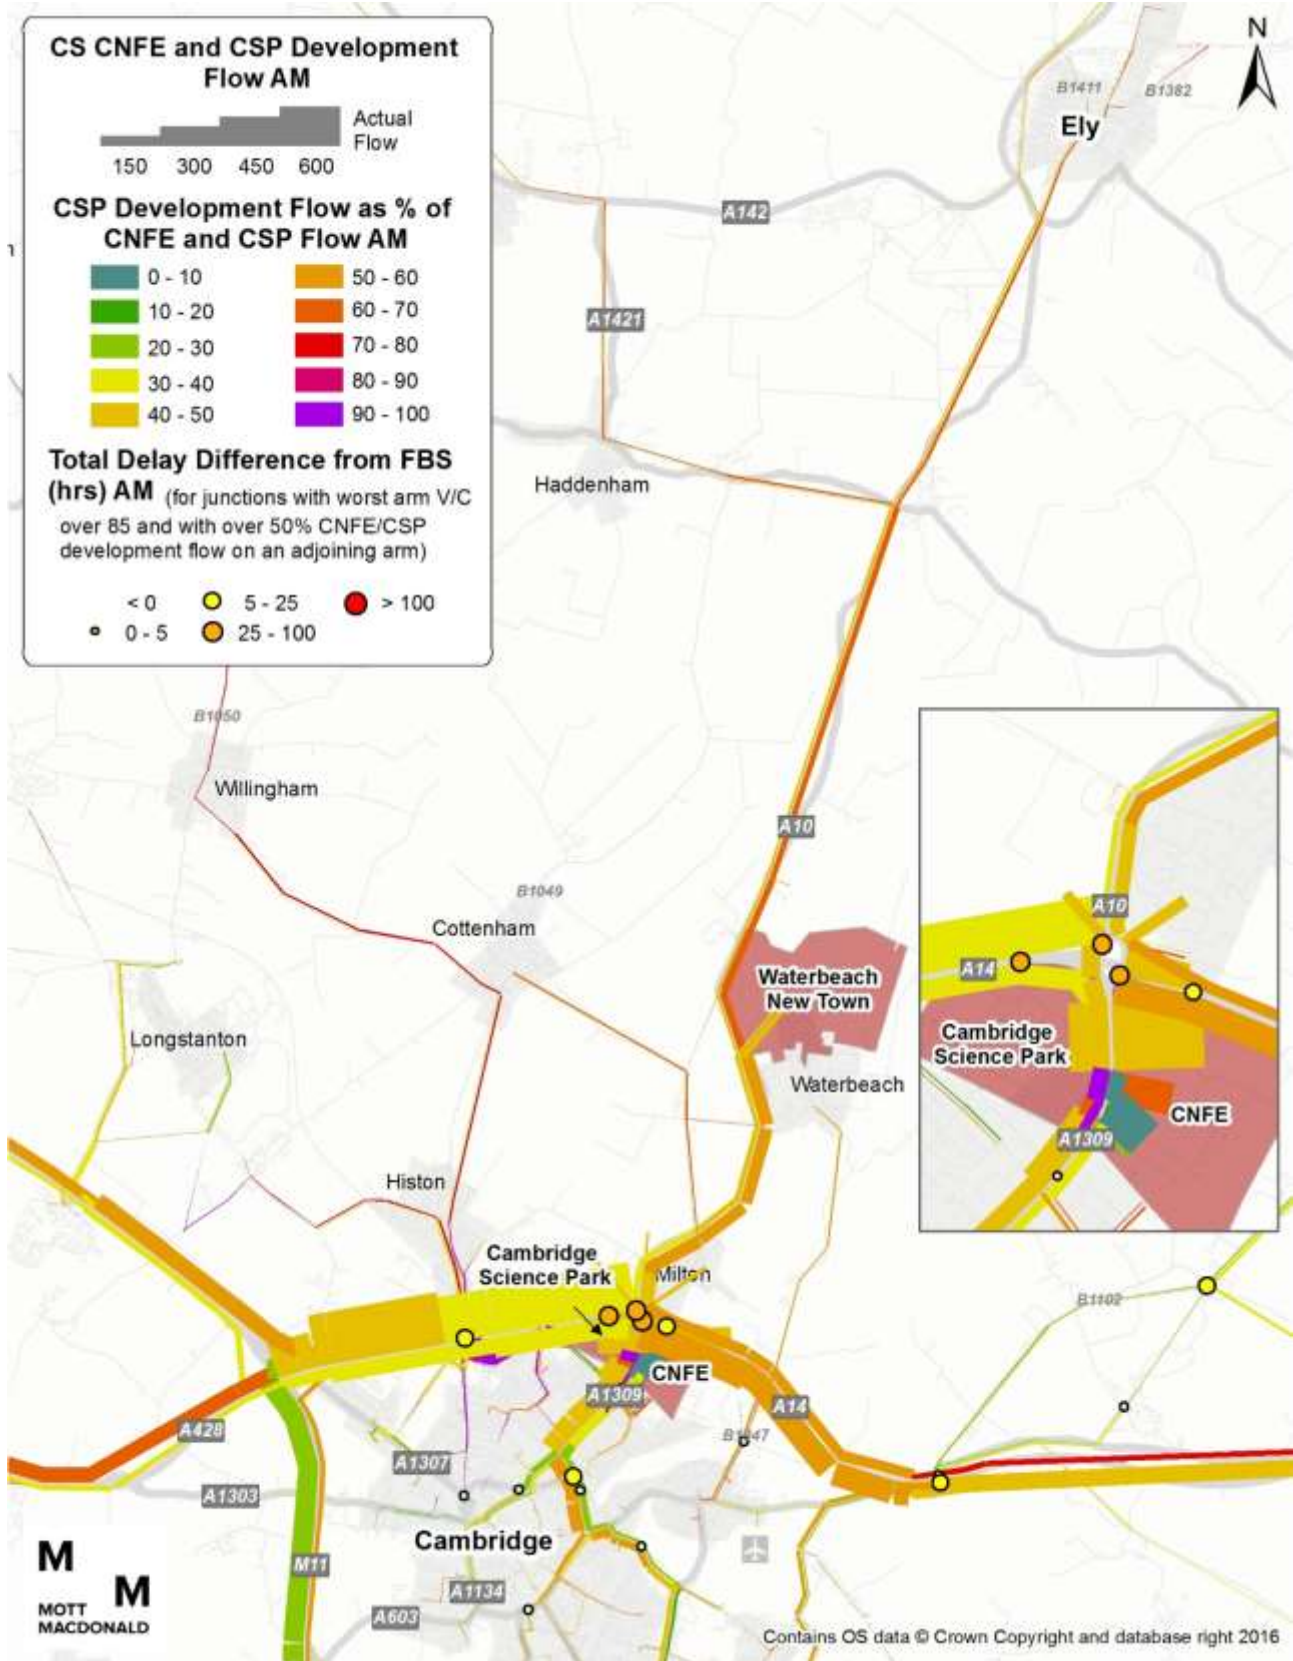 CS CNFE and CSP Development
Flow AM
Actual
Flow
150 300 450 600
CSP Development Flow as % of
CNFE and CSP Flow AM
0 - 10 50 - 60
10 - 20 60 - 70
20 - 30 70 - 80
30 - 40 80 - 90
40 - 50 90 - 100
Total Delay Difference from FBS
(hrs) AM (for junctions with worst arm V/C
over 85 and with over 50% CNFE/CSP
development flow on an adjoining arm)
< 0 5 - 25 > 100
0 - 5 25 - 100
N
B1411 B1382
Ely
A142
A1421
Haddenham
B1050
Willingham
A10
B1049
Cottenham
Waterbeach
New Town
Longstanton
Waterbeach
Histon
Cambridge
Science Park
Milton
CNFE
A1309
A14
B1047
B1102
A428
A1307
A1303
Cambridge
M11
A1134
A603
A10
A14
Cambridge
Science Park
CNFE
A1309
M
M
MOTT
MACDONALD
Contains OS data © Crown Copyright and database right 2016